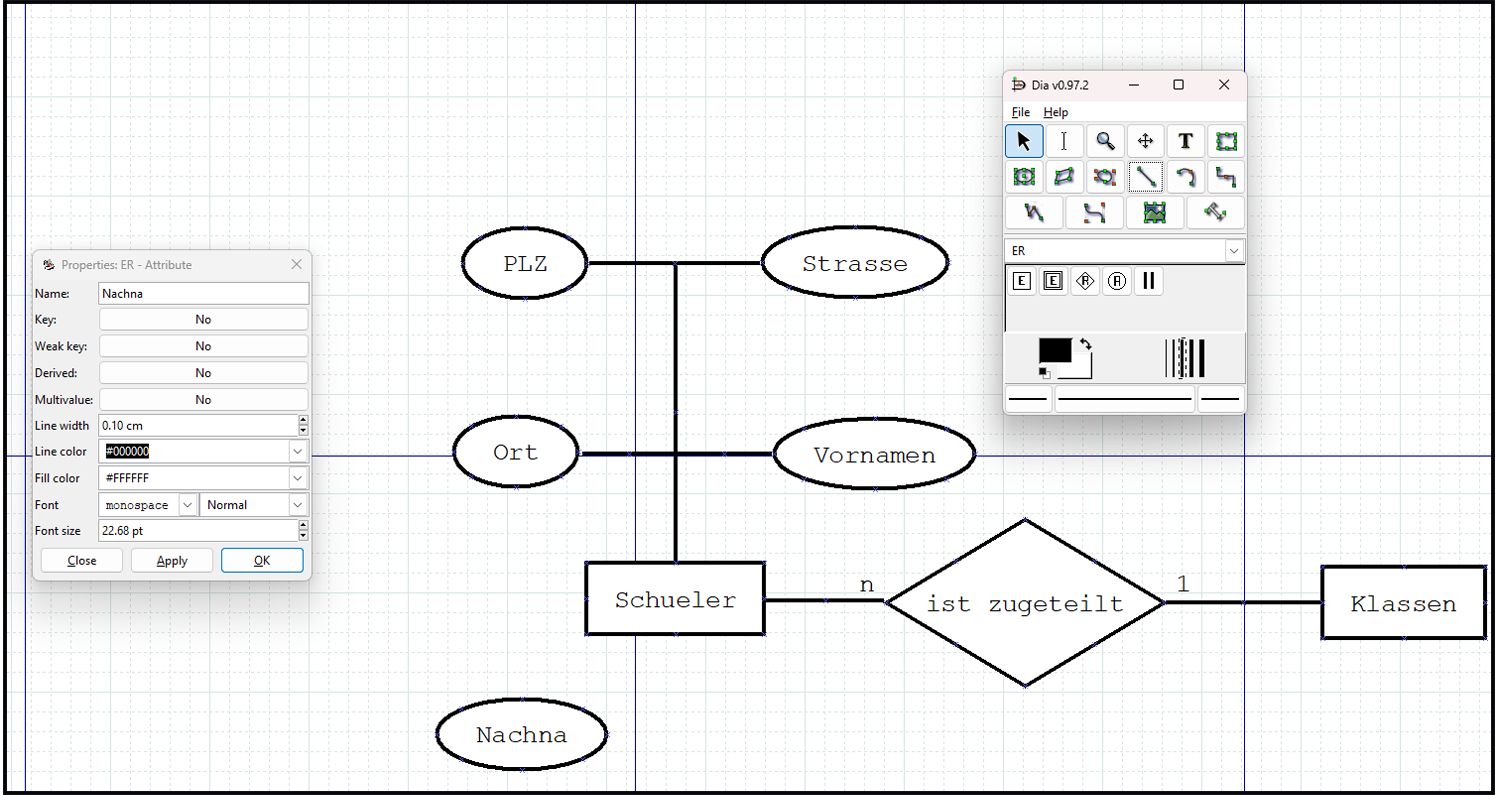 Dia v0.97.2
File Help
T
ER
E E R A
PLZ
Strasse
Properties: ER - Attribute
Name: Nachna
Key: No
Weak key: No
Derived: No
Multivalue: No
Line width 0.10 cm
Line color #000000
Fill color #FFFFFF
Font monospace Normal
Font size 22.68 pt
Close Apply OK
Ort
Vornamen
Schueler
n
ist zugeteilt
1
Klassen
Nachna